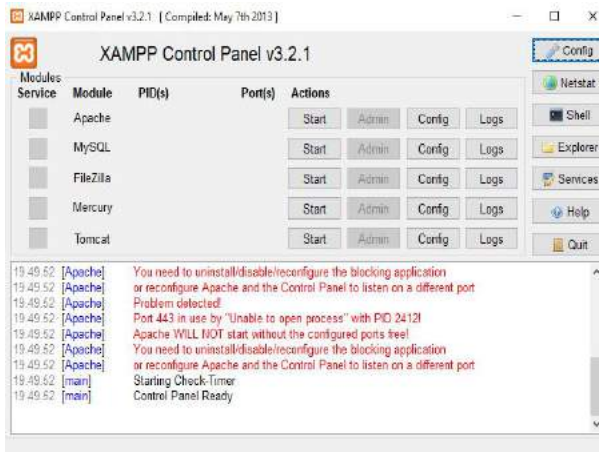 XAMPP Control Panel v3.2.1 [ Compiled: May 7th 2013 ]
XAMPP Control Panel v3.2.1
Config
Modules
Service Module PID(s) Port(s) Actions
Netstat
Apache Start Admin Config Logs
Shell
MySQL Start Admin Config Logs
Explorer
FileZilla Start Admin Config Logs
Services
Mercury Start Admin Config Logs
Help
Tomcat Start Admin Config Logs
Quit
19:49:52 [Apache] You need to uninstall/disable/reconfigure the blocking application
19:49:52 [Apache] or reconfigure Apache and the Control Panel to listen on a different port
19:49:52 [Apache] Problem detected!
19:49:52 [Apache] Port 443 in use by "Unable to open process" with PID 2412!
19:49:52 [Apache] Apache WILL NOT start without the configured ports free!
19:49:52 [Apache] You need to uninstall/disable/reconfigure the blocking application
19:49:52 [Apache] or reconfigure Apache and the Control Panel to listen on a different port
19:49:52 [main] Starting Check-Timer
19:49:52 [main] Control Panel Ready